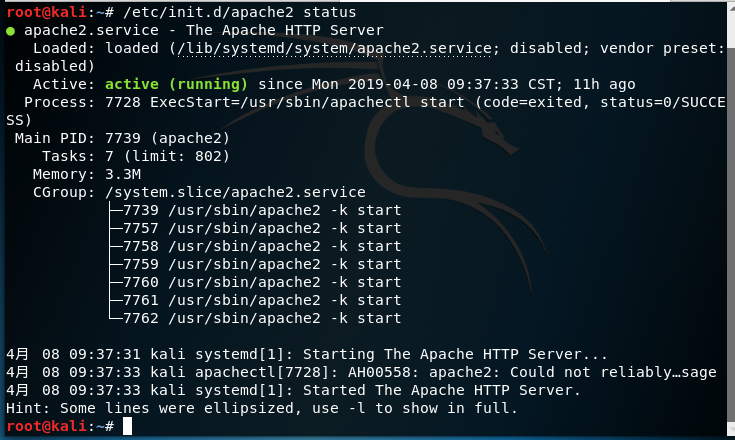 root@kali:~# /etc/init.d/apache2 status
● apache2.service - The Apache HTTP Server
   Loaded: loaded (/lib/systemd/system/apache2.service; disabled; vendor preset:
 disabled)
   Active: active (running) since Mon 2019-04-08 09:37:33 CST; 11h ago
  Process: 7728 ExecStart=/usr/sbin/apachectl start (code=exited, status=0/SUCCE
SS)
 Main PID: 7739 (apache2)
    Tasks: 7 (limit: 802)
   Memory: 3.3M
   CGroup: /system.slice/apache2.service
           ├─7739 /usr/sbin/apache2 -k start
           ├─7757 /usr/sbin/apache2 -k start
           ├─7758 /usr/sbin/apache2 -k start
           ├─7759 /usr/sbin/apache2 -k start
           ├─7760 /usr/sbin/apache2 -k start
           ├─7761 /usr/sbin/apache2 -k start
           └─7762 /usr/sbin/apache2 -k start
4月 08 09:37:31 kali systemd[1]: Starting The Apache HTTP Server...
4月 08 09:37:33 kali apachectl[7728]: AH00558: apache2: Could not reliably…sage
4月 08 09:37:33 kali systemd[1]: Started The Apache HTTP Server.
Hint: Some lines were ellipsized, use -l to show in full.
root@kali:~#